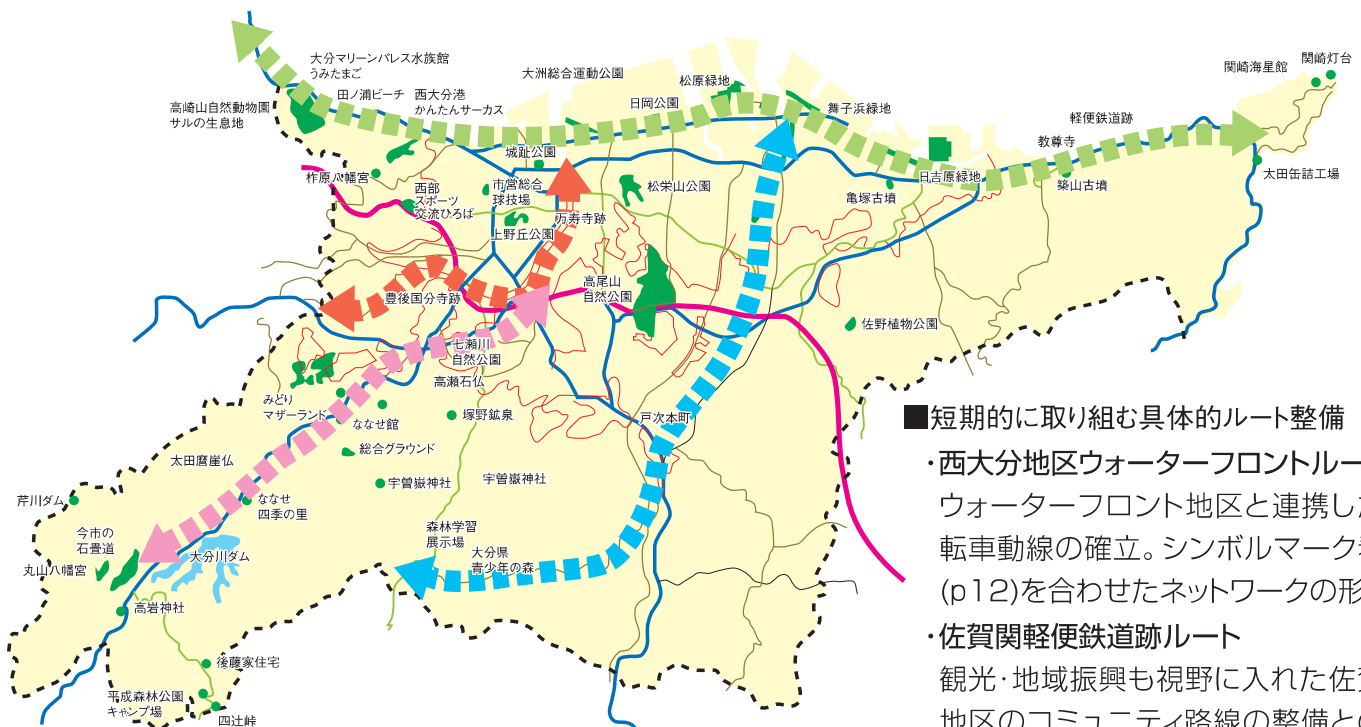 大分マリーンパレス水族館
うみたまご
高崎山自然動物園
サルの生息地
田ノ浦ビーチ
西大分港
かんたんサーカス
大洲総合運動公園
日岡公園
松原緑地
舞子浜緑地
関崎海星館
関崎灯台
軽便鉄道跡
教尊寺
太田缶詰工場
城趾公園
柞原八幡宮
西部
スポーツ
交流ひろば
市営総合
球技場
上野丘公園
万寿寺跡
松栄山公園
亀塚古墳
日吉原緑地
築山古墳
豊後国分寺跡
高尾山
自然公園
佐野植物公園
七瀬川
自然公園
高瀬石仏
みどり
マザーランド
ななせ館
塚野鉱泉
戸次本町
総合グラウンド
太田磨崖仏
宇曽嶽神社
宇曽嶽神社
芹川ダム
ななせ
四季の里
今市の
石畳道
丸山八幡宮
大分川ダム
森林学習
展示場
大分県
青少年の森
高岩神社
後藤家住宅
平成森林公園
キャンプ場
四辻峠
■短期的に取り組む具体的ルート整備
・西大分地区ウォーターフロントルー
ウォーターフロント地区と連携した
転車動線の確立。シンボルマーク
(p12)を合わせたネットワークの形
・佐賀関軽便鉄道跡ルート
観光・地域振興も視野に入れた佐
地区のコミュニティ路線の整備と